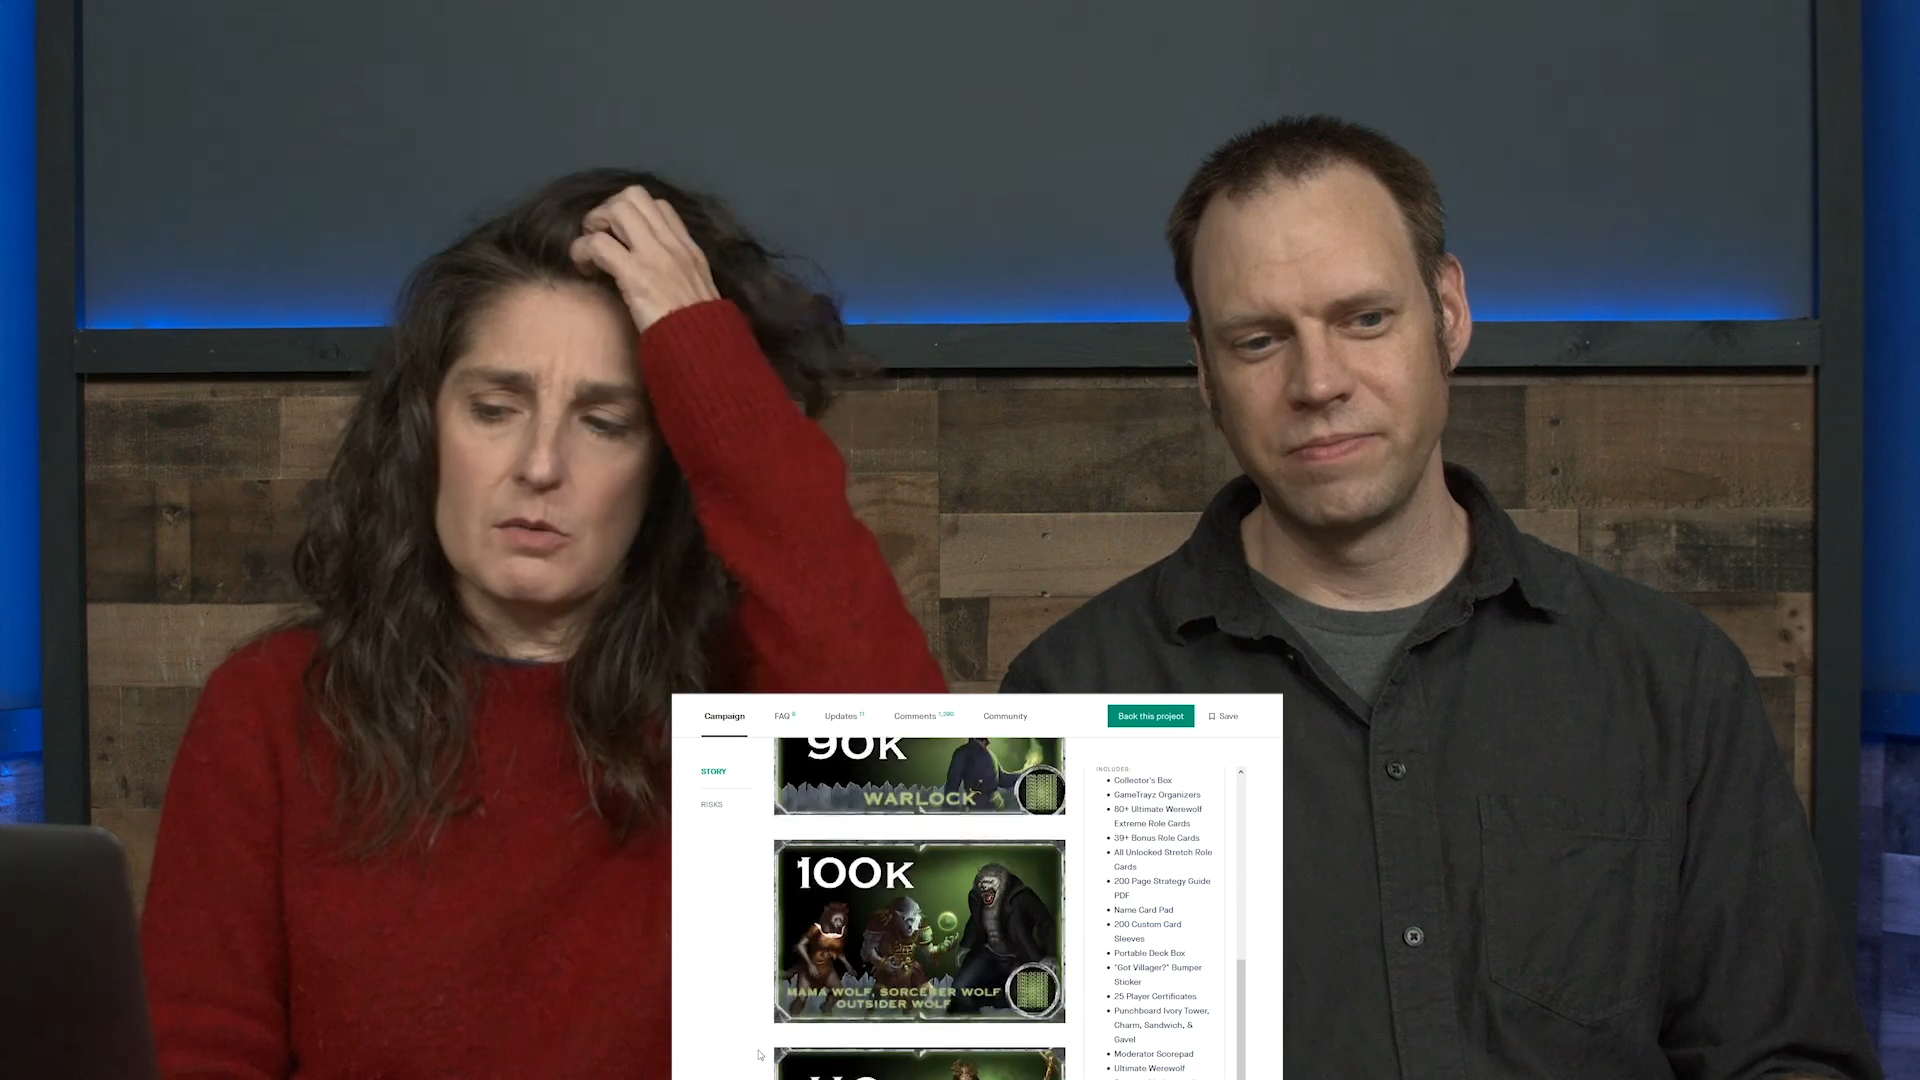 Campaign FAQ 8 Updates 11 Comments 1,390 Community Back this project Save
STORY
RISKS
90K
WARLOCK
100K
MAMA WOLF, SORCERER WOLF
OUTSIDER WOLF
INCLUDES:
• Collector's Box
• GameTrayz Organizers
• 80+ Ultimate Werewolf
Extreme Role Cards
• 39+ Bonus Role Cards
• All Unlocked Stretch Role
Cards
• 200 Page Strategy Guide
PDF
• Name Card Pad
• 200 Custom Card
Sleeves
• Portable Deck Box
• "Got Villager?" Bumper
Sticker
• 25 Player Certificates
• Punchboard Ivory Tower,
Charm, Sandwich, &
Gavel
• Moderator Scorepad
• Ultimate Werewolf